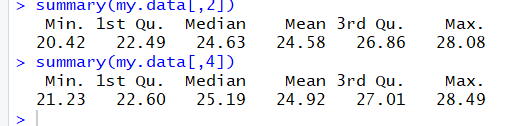 > summary(my.data[,2])
Min. 1st Qu. Median Mean 3rd Qu. Max.
20.42 22.49 24.63 24.58 26.86 28.08
> summary(my.data[,4])
Min. 1st Qu. Median Mean 3rd Qu. Max.
21.23 22.60 25.19 24.92 27.01 28.49
>